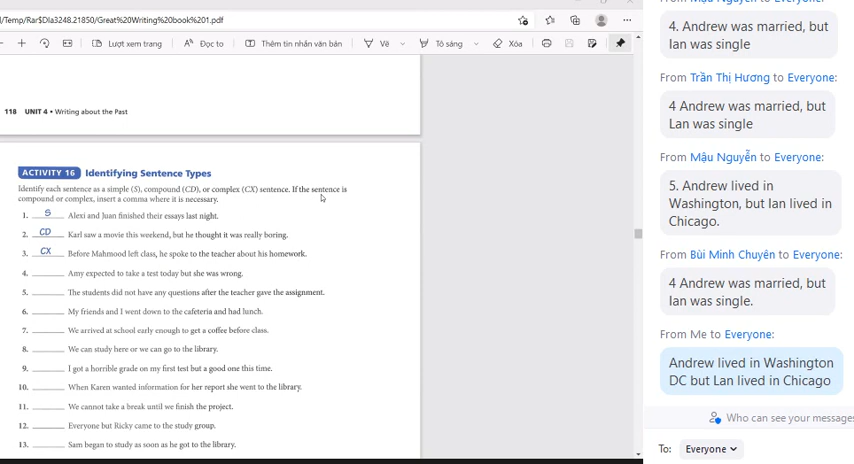 l/Temp/Rar$DIa3248.21850/Great%20Writing%20book%201.pdf
Lượt xem trang
Đọc to
Thêm tin nhắn văn bản
Vẽ
Tô sáng
Xóa
118 UNIT 4 • Writing about the Past
ACTIVITY 16 Identifying Sentence Types
Identify each sentence as a simple (S), compound (CD), or complex (CX) sentence. If the sentence is
compound or complex, insert a comma where it is necessary.
1. S Alexi and Juan finished their essays last night.
2. CD Karl saw a movie this weekend, but he thought it was really boring.
3. CX Before Mahmood left class, he spoke to the teacher about his homework.
4. ______ Amy expected to take a test today but she was wrong.
5. ______ The students did not have any questions after the teacher gave the assignment.
6. ______ My friends and I went down to the cafeteria and had lunch.
7. ______ We arrived at school early enough to get a coffee before class.
8. ______ We can study here or we can go to the library.
9. ______ I got a horrible grade on my first test but a good one this time.
10. ______ When Karen wanted information for her report she went to the library.
11. ______ We cannot take a break until we finish the project.
12. ______ Everyone but Ricky came to the study group.
13. ______ Sam began to study as soon as he got to the library.
4. Andrew was married, but
Ian was single
From Trần Thị Hương to Everyone:
4 Andrew was married, but
Lan was single
From Mậu Nguyễn to Everyone:
5. Andrew lived in
Washington, but Ian lived in
Chicago.
From Bùi Minh Chuyên to Everyone:
4 Andrew was married, but
Ian was single.
From Me to Everyone:
Andrew lived in Washington
DC but Lan lived in Chicago
Who can see your messages
To: Everyone